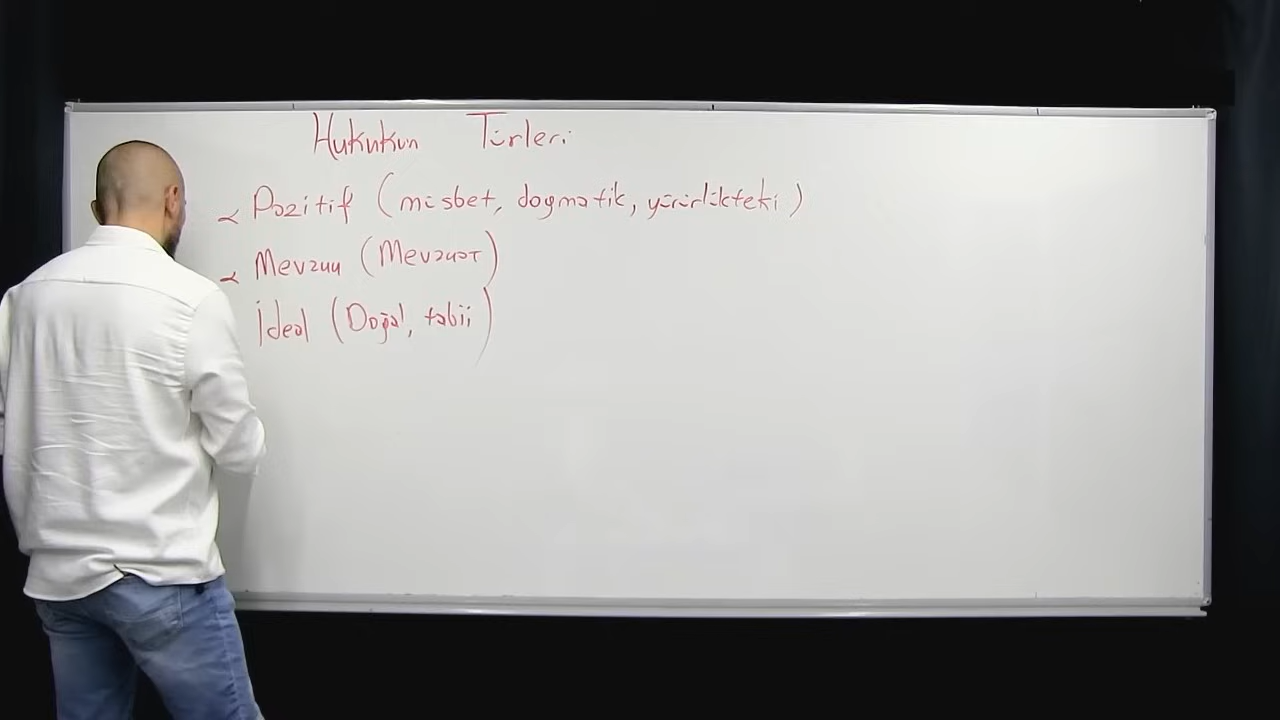 Hukukun Türleri
Pozitif (müsbet, dogmatik, yürürlükteki)
Mevzuu (Mevzuat)
İdeal (Doğal, tabii)